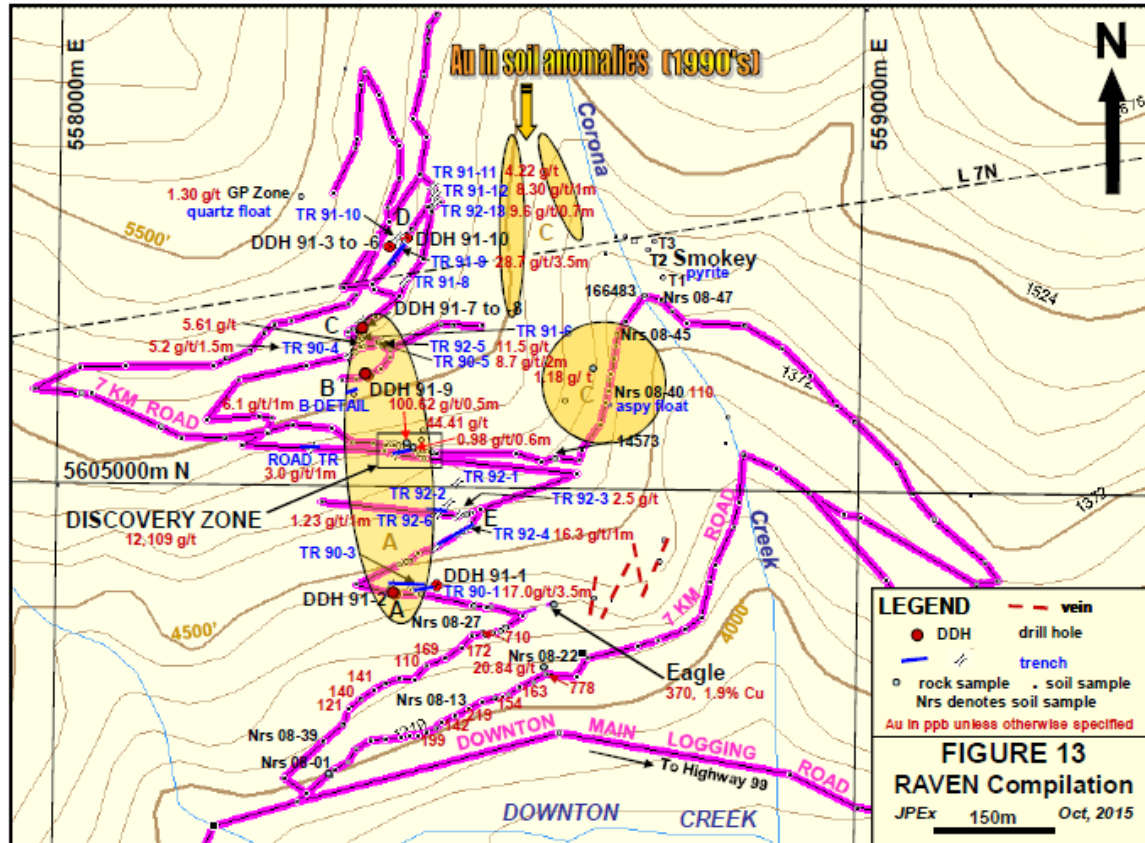 Au in soil anomalies (1990"s)
N
558000m E
559000m E
Corona
L 7N
1.30 g/t GP Zone
quartz float
5500'
TR 91-11 4.22 g/t
TR 91-12 8.30 g/t/1m
TR 92-13 9.6 g/t/0.7m
TR 91-10
D
C
DDH 91-3 to -6
DDH 91-10
TR 91-9 28.7 g/t/3.5m
TR 91-8
T3
T2 Smokey
T1 pyrite
166483
Nrs 08-47
1524
DDH 91-7 to -8
5.61 g/t
C
TR 91-6
5.2 g/t/1.5m
TR 90-4
TR 92-5 11.5 g/t
TR 90-5 8.7 g/t/2m
Nrs 08-45
1.18 g/ t
C
1372
7 KM ROAD
B
DDH 91-9
Nrs 08-40 110
aspy float
6.1 g/t/1m
B DETAIL
100.62 g/t/0.5m
44.41 g/t
0.98 g/t/0.6m
14573
ROAD TR
3.0 g/t/1m
5605000m N
TR 92-1
TR 92-2
TR 92-3 2.5 g/t
DISCOVERY ZONE
12,109 g/t
1.23 g/t/1m
TR 92-6
E
TR 92-4 16.3 g/t/1m
A
1372
Creek
TR 90-3
DDH 91-1
TR 90-1 17.0g/t/3.5m
DDH 91-2
A
4500'
Nrs 08-27
7 KM ROAD
4000
710
172
169
110
141
140
121
20.84 g/t
Nrs 08-22
Eagle
370, 1.9% Cu
778
163
154
219
142
199
Nrs 08-13
1219
Nrs 08-39
Nrs 08-01
DOWNTON MAIN LOGGING ROAD
To Highway 99
DOWNTON CREEK
LEGEND
vein
DDH drill hole
trench
rock sample . soil sample
Nrs denotes soil sample
Au in ppb unless otherwise specified
FIGURE 13
RAVEN Compilation
JPEx 150m Oct, 2015